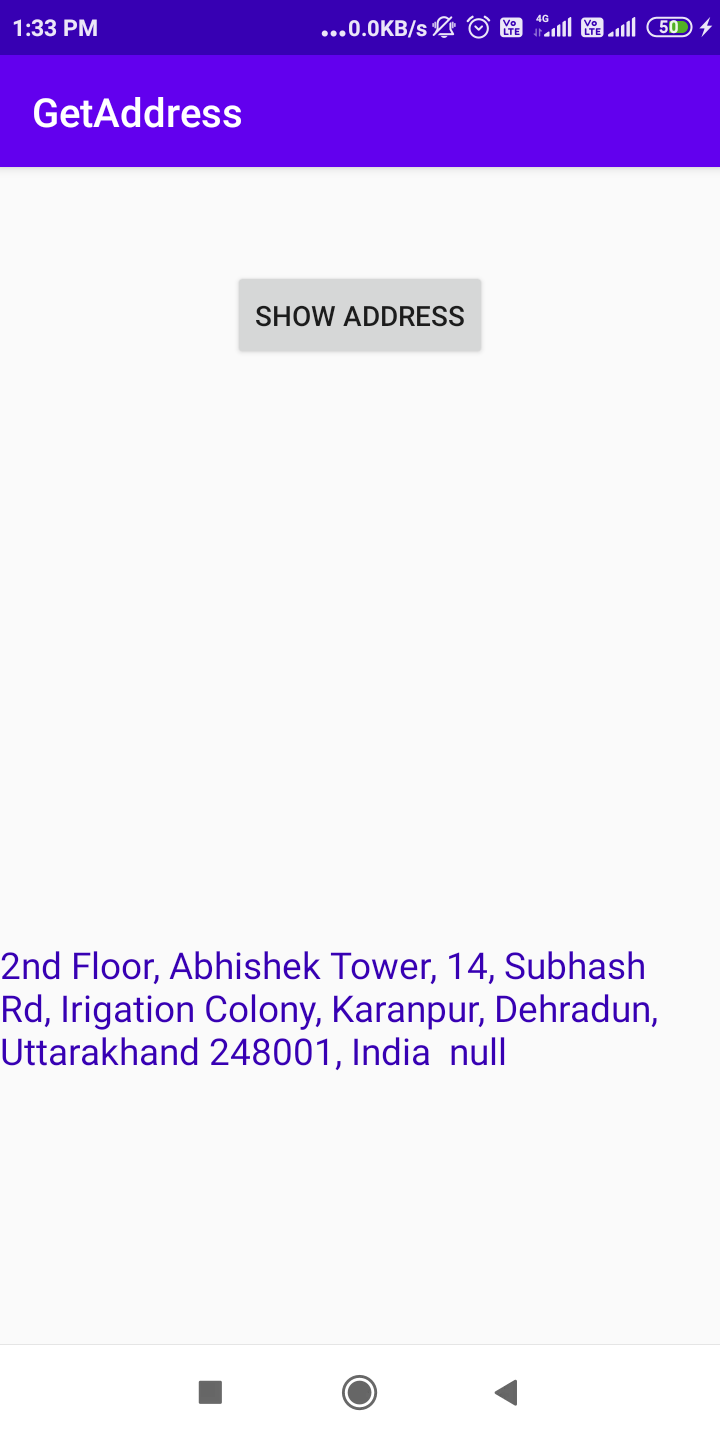 1:33 PM ...0.0KB/s Vo LTE 4G Vo LTE 50
GetAddress
SHOW ADDRESS
2nd Floor, Abhishek Tower, 14, Subhash
Rd, Irigation Colony, Karanpur, Dehradun,
Uttarakhand 248001, India  null